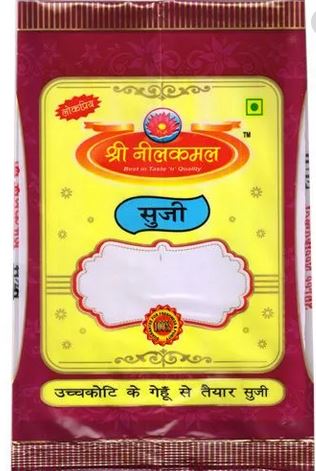 लोकप्रिय
TM
श्री नीलकमल
Best in Taste 'n' Quality
सुजी
100%
उच्चकोटि के गेहूँ से तैयार सुजी